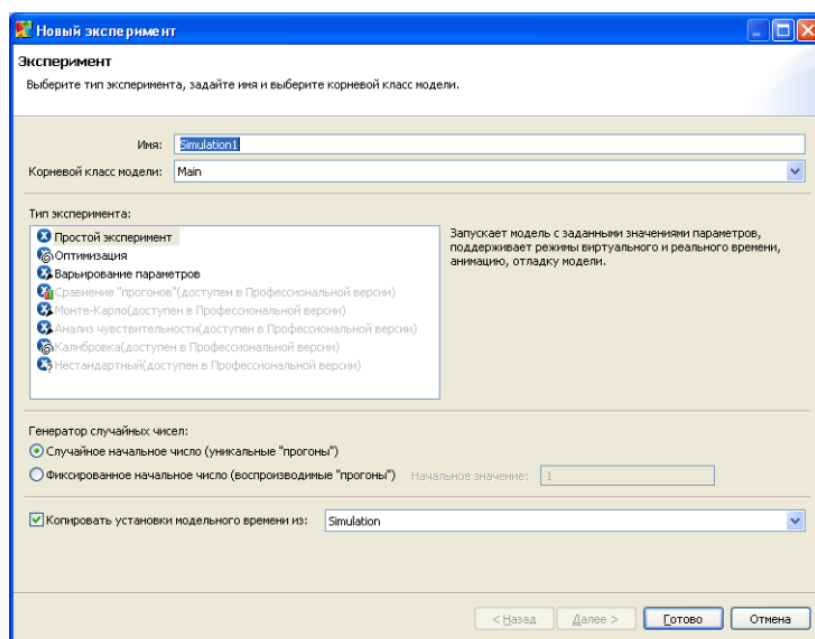 Новый эксперимент
Эксперимент
Выберите тип эксперимента, задайте имя и выберите корневой класс модели.
Имя: Simulation1
Корневой класс модели: Main
Тип эксперимента:
Простой эксперимент
Оптимизация
Варьирование параметров
Сравнение "прогонов"(доступен в Профессиональной версии)
Монте-Карло(доступен в Профессиональной версии)
Анализ чувствительности(доступен в Профессиональной версии)
Калибровка(доступен в Профессиональной версии)
Нестандартный(доступен в Профессиональной версии)
Запускает модель с заданными значениями параметров,
поддерживает режимы виртуального и реального времени,
анимацию, отладку модели.
Генератор случайных чисел:
Случайное начальное число (уникальные "прогоны")
Фиксированное начальное число (воспроизводимые "прогоны") Начальное значение: 1
Копировать установки модельного времени из: Simulation
< Назад Далее > Готово Отмена